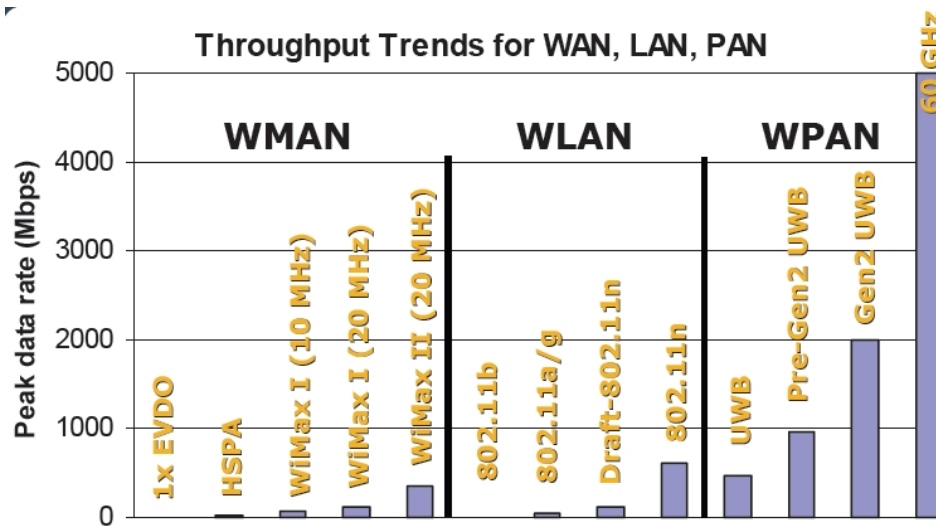 Throughput Trends for WAN, LAN, PAN
Peak data rate (Mbps)
5000
4000
3000
2000
1000
0
WMAN
WLAN
WPAN
1x EVDO
HSPA
WiMax I (10 MHz)
WiMax I (20 MHz)
WiMax II (20 MHz)
802.11b
802.11a/g
Draft-802.11n
802.11n
UWB
Pre-Gen2 UWB
Gen2 UWB
60 GHz